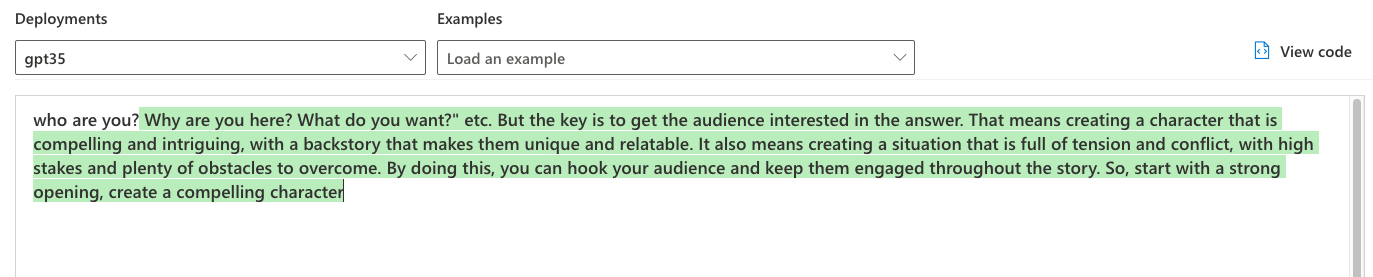 Deployments
Examples
gpt35
Load an example
View code
who are you? Why are you here? What do you want?" etc. But the key is to get the audience interested in the answer. That means creating a character that is
compelling and intriguing, with a backstory that makes them unique and relatable. It also means creating a situation that is full of tension and conflict, with high
stakes and plenty of obstacles to overcome. By doing this, you can hook your audience and keep them engaged throughout the story. So, start with a strong
opening, create a compelling character